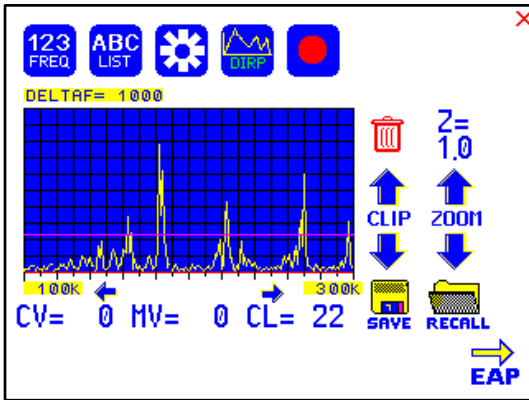 123 ABC
FREQ LIST DIRP
DELTAF= 1000
Z=
1.0
CLIP ZOOM
100K 300K
CV= 0 MV= 0 CL= 22
SAVE RECALL
EAP